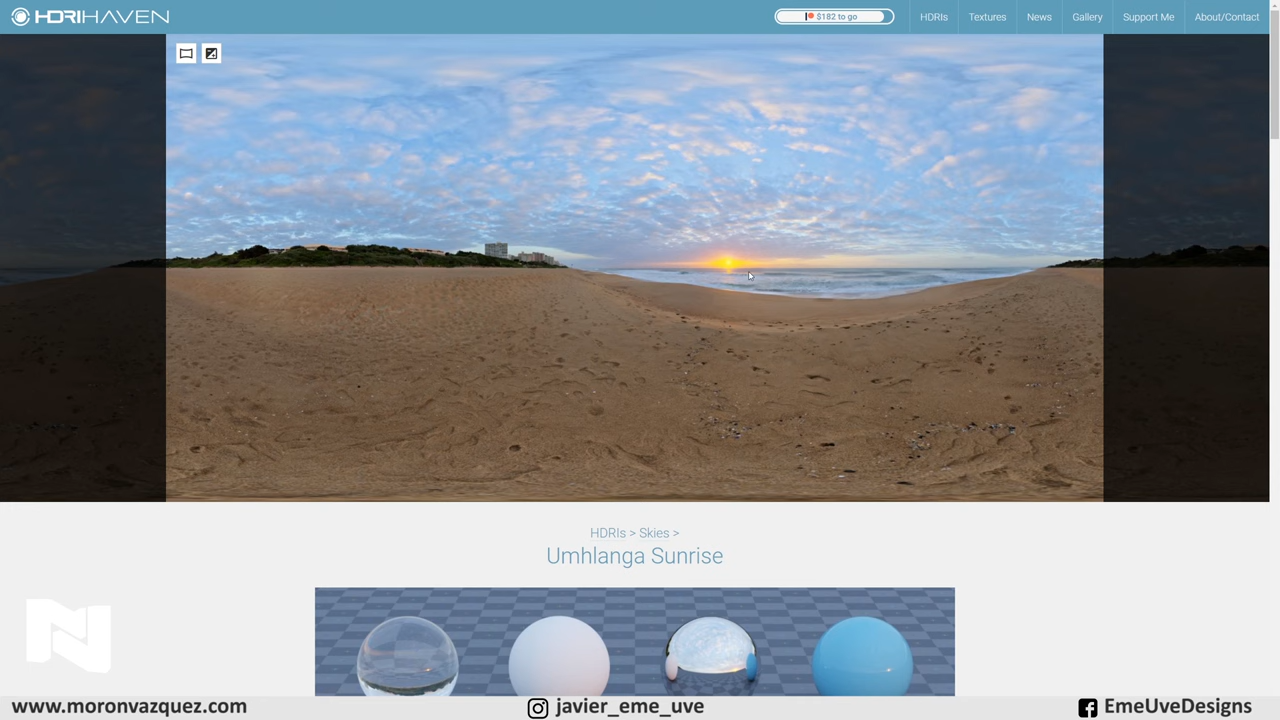 HDRIHAVEN
$182 to go
HDRIs
Textures
News
Gallery
Support Me
About/Contact
HDRIs > Skies >
Umhlanga Sunrise
www.moronvazquez.com
javier_eme_uve
EmeUveDesigns